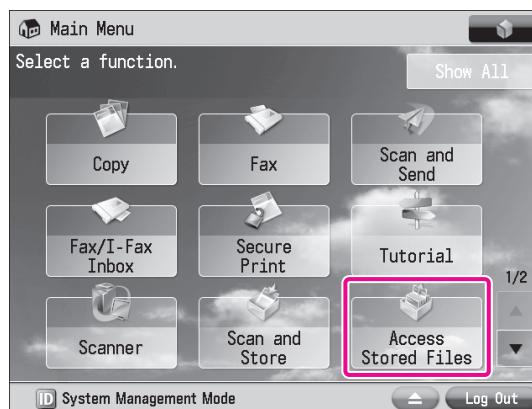 Main Menu
Select a function.
Show All
Copy
Fax
Scan and
Send
Fax/I-Fax
Inbox
Secure
Print
Tutorial
1/2
Scanner
Scan and
Store
Access
Stored Files
ID System Management Mode
Log Out